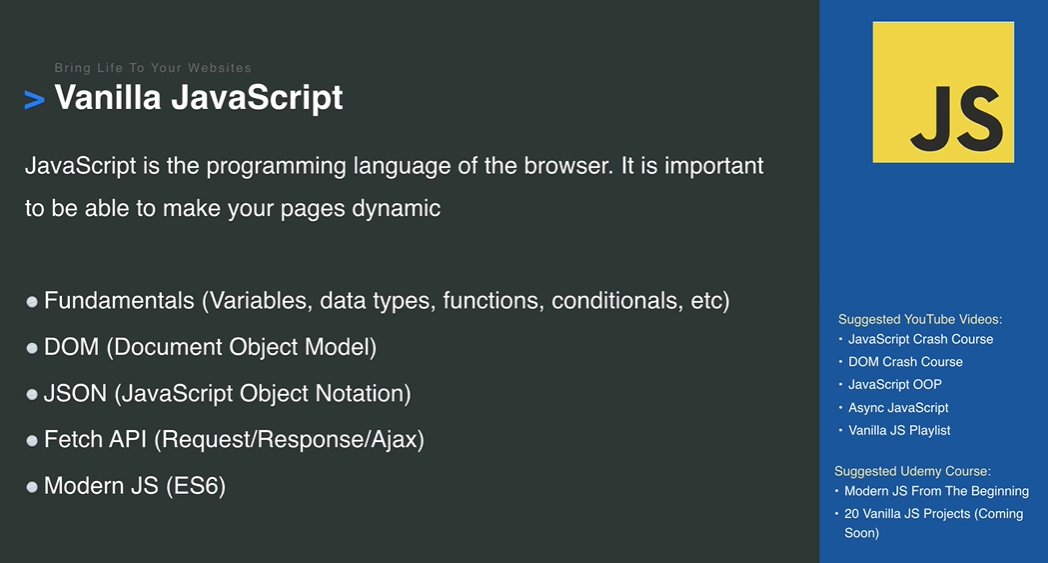 Bring Life To Your Websites
> Vanilla JavaScript
JavaScript is the programming language of the browser. It is important
to be able to make your pages dynamic
• Fundamentals (Variables, data types, functions, conditionals, etc)
• DOM (Document Object Model)
• JSON (JavaScript Object Notation)
• Fetch API (Request/Response/Ajax)
• Modern JS (ES6)
JS
Suggested YouTube Videos:
• JavaScript Crash Course
• DOM Crash Course
• JavaScript OOP
• Async JavaScript
• Vanilla JS Playlist
Suggested Udemy Course:
• Modern JS From The Beginning
• 20 Vanilla JS Projects (Coming
Soon)